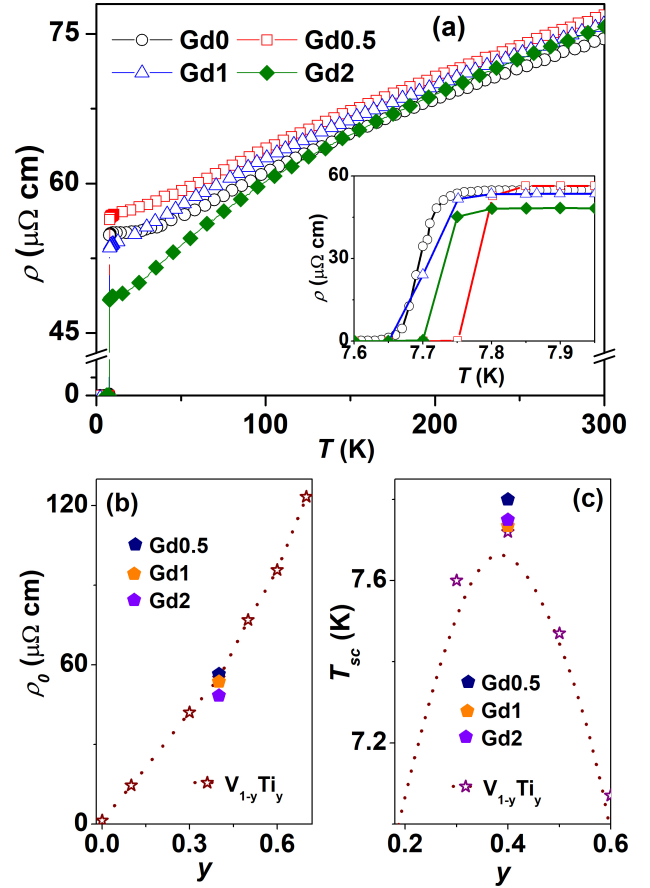 (a)
Gd0
Gd0.5
Gd1
Gd2
75
60
45
0
ρ (μΩ cm)
0 100 200 300
T (K)
60
30
0
ρ (μΩ cm)
7.6 7.7 7.8 7.9
T (K)
(b)
120
60
0
ρ0 (μΩ cm)
Gd0.5
Gd1
Gd2
V1-yTiy
0.0 0.2 0.4 0.6
y
(c)
7.6
7.2
Tsc (K)
Gd0.5
Gd1
Gd2
V1-yTiy
0.2 0.4 0.6
y